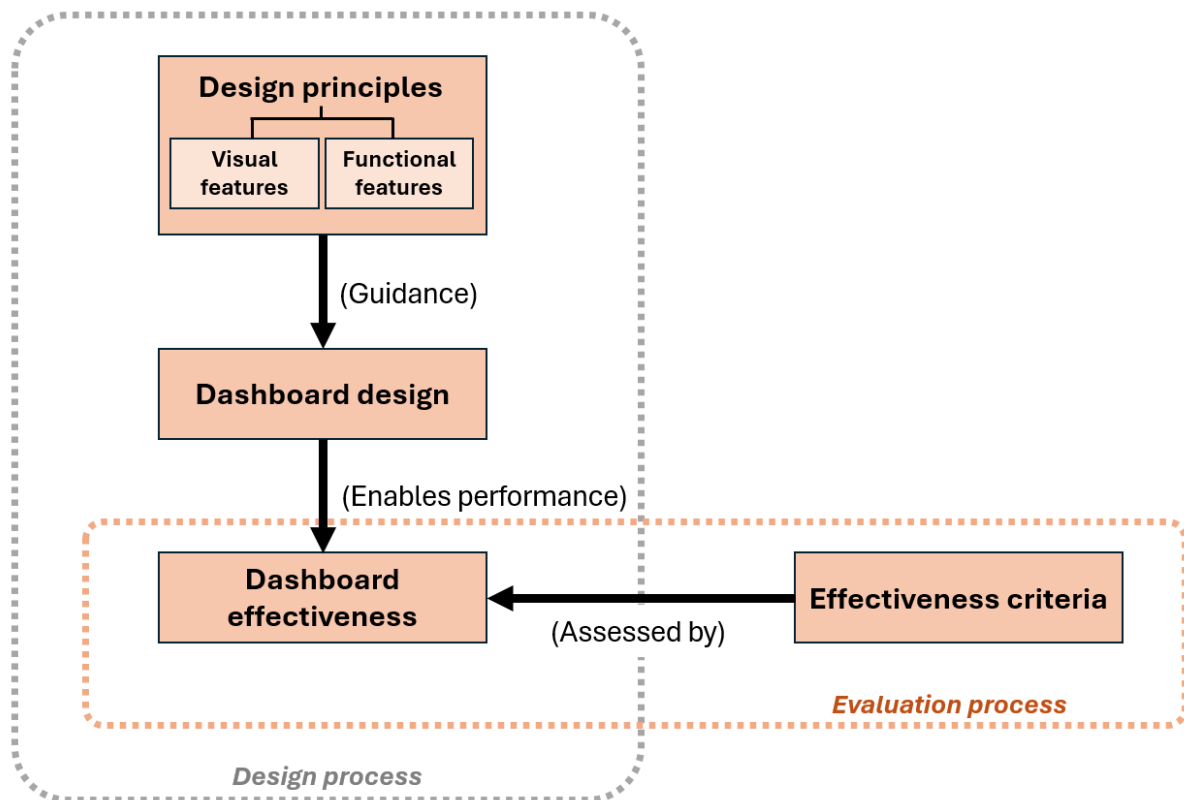 Design principles
Visual
features
Functional
features
(Guidance)
Dashboard design
(Enables performance)
Dashboard
effectiveness
(Assessed by)
Effectiveness criteria
Evaluation process
Design process